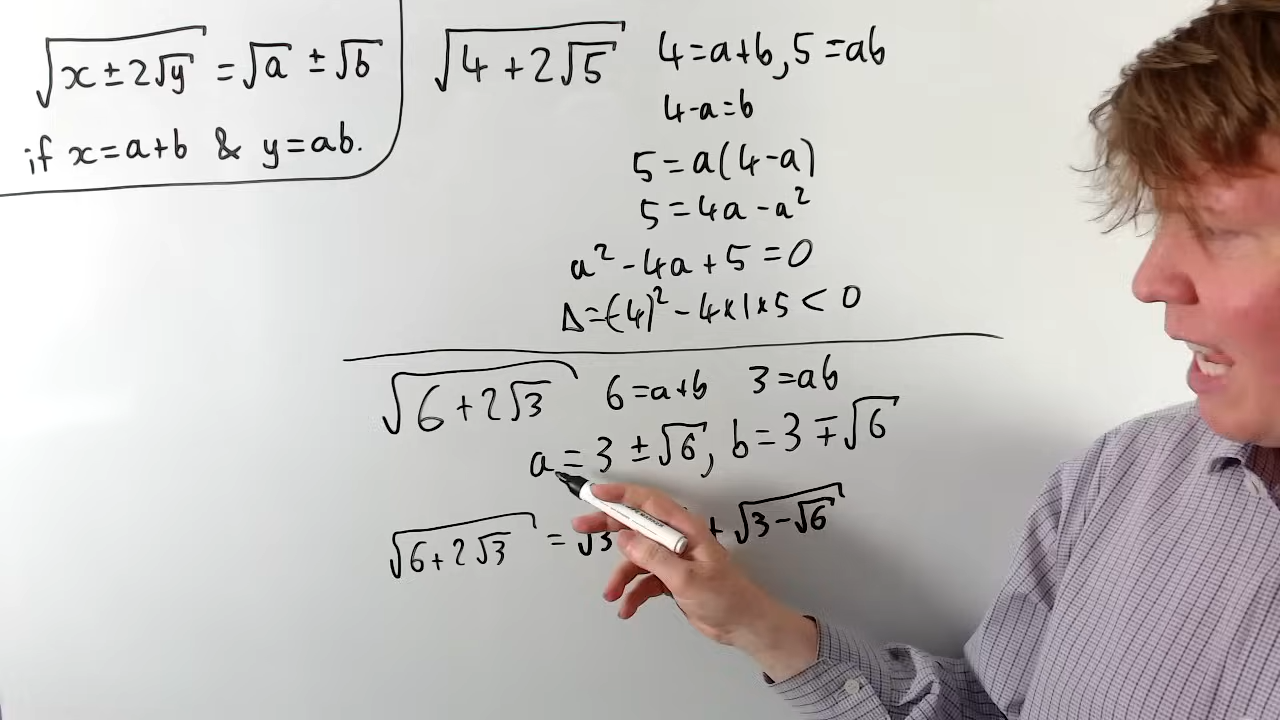 √(x ± 2√y) = √a ± √b
if x = a+b & y = ab.
√(4 + 2√5) 4 = a+b, 5 = ab
4-a = b
5 = a(4-a)
5 = 4a - a²
a² - 4a + 5 = 0
Δ = (-4)² - 4×1×5 < 0
√(6 + 2√3) 6 = a+b 3 = ab
a = 3 ± √6, b = 3 ∓ √6
√(6 + 2√3) = √3 + √(3 - √6)